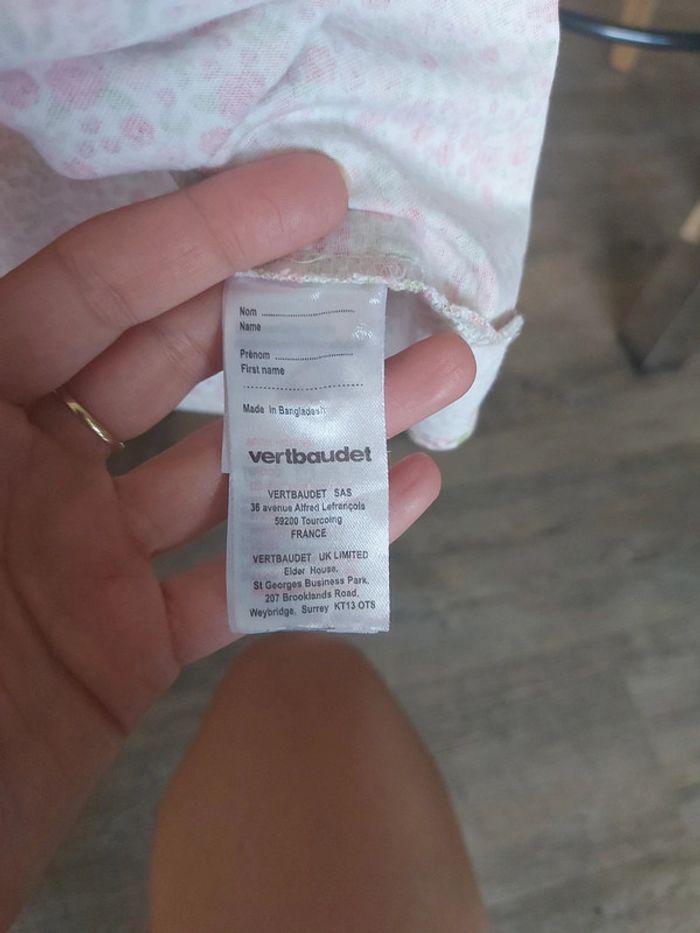 Nom ..............................
Name
Prénom .........................
First name
......................................
Made in Bangladesh
vertbaudet
VERTBAUDET SAS
36 avenue Alfred Lefrançois
59200 Tourcoing
FRANCE
VERTBAUDET UK LIMITED
Elder House,
St Georges Business Park,
207 Brooklands Road,
Weybridge, Surrey KT13 OTS